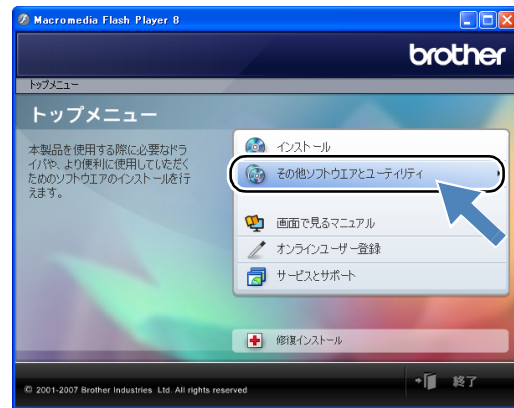 Macromedia Flash Player 8
brother
トップメニュー
トップメニュー
本製品を使用する際に必要なドラ
イバや、より便利に使用していただく
ためのソフトウエアのインストールを行
えます。
インストール
その他ソフトウエアとユーティリティ
画面で見るマニュアル
オンラインユーザー登録
サービスとサポート
修復インストール
© 2001-2007 Brother Industries Ltd. All rights reserved
終了